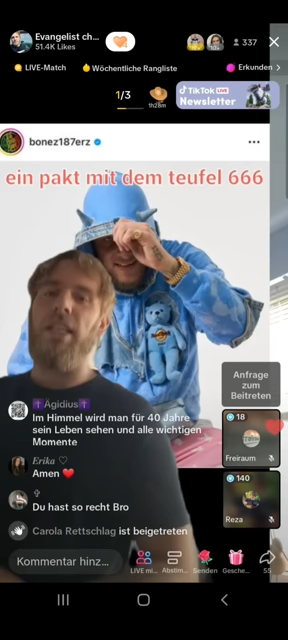 Evangelist ch...
51.4K Likes
337
LIVE-Match
Wöchentliche Rangliste
Erkunden >
1/3
1h28m
TikTok LIVE
Newsletter
bonez187erz
ein pakt mit dem teufel 666
Anfrage
zum
Beitreten
Ägidius
Im Himmel wird man für 40 Jahre
sein Leben sehen und alle wichtigen
Momente
18
Freiraum
Erika ♡
Amen ❤️
Du hast so recht Bro
140
Reza
Carola Rettschlag ist beigetreten
Kommentar hinz...
LIVE mi...
Abstim...
Senden
Gesche...
55